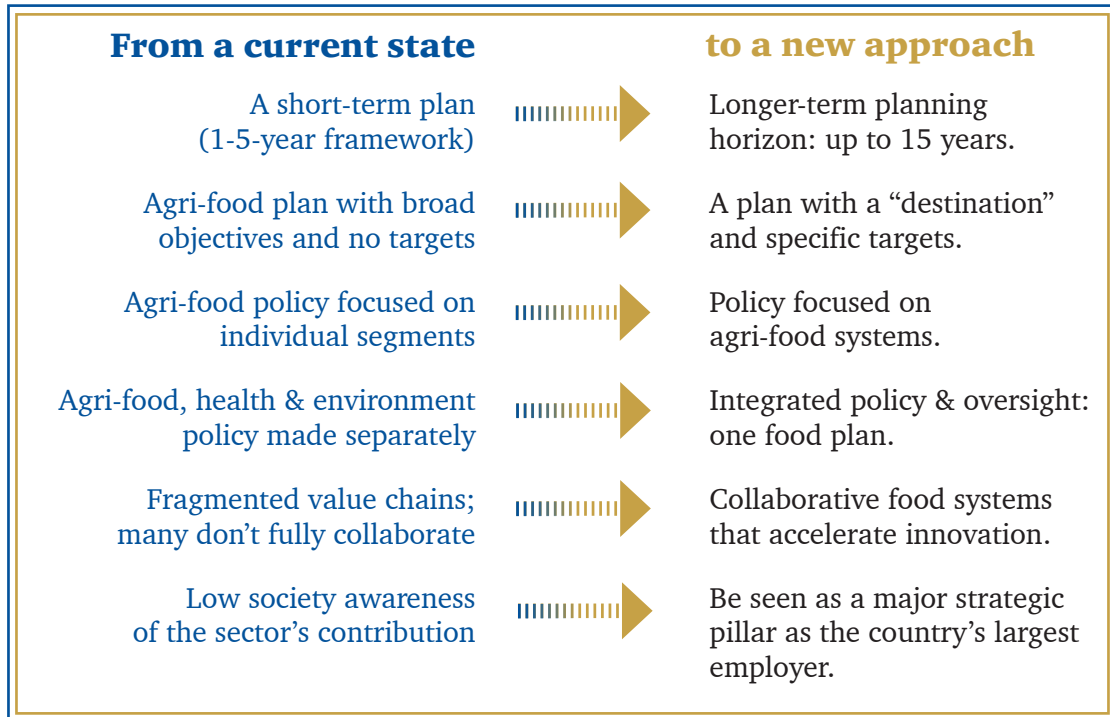 From a current state
to a new approach
A short-term plan
(1-5-year framework)
Longer-term planning
horizon: up to 15 years.
Agri-food plan with broad
objectives and no targets
A plan with a “destination”
and specific targets.
Agri-food policy focused on
individual segments
Policy focused on
agri-food systems.
Agri-food, health & environment
policy made separately
Integrated policy & oversight:
one food plan.
Fragmented value chains;
many don’t fully collaborate
Collaborative food systems
that accelerate innovation.
Low society awareness
of the sector’s contribution
Be seen as a major strategic
pillar as the country’s largest
employer.